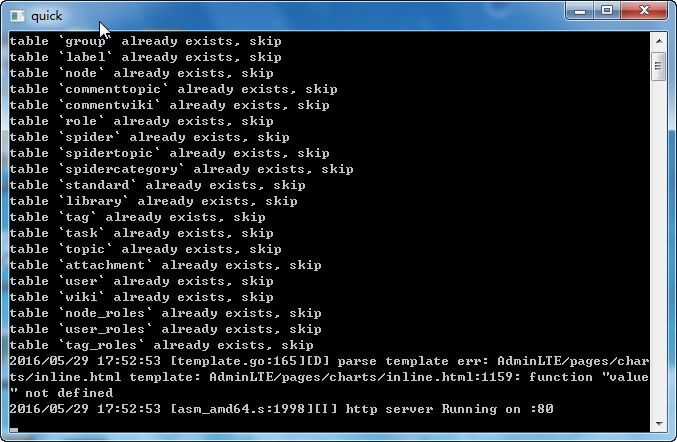 quick
table `group` already exists, skip
table `label` already exists, skip
table `node` already exists, skip
table `commenttopic` already exists, skip
table `commentwiki` already exists, skip
table `role` already exists, skip
table `spider` already exists, skip
table `spidertopic` already exists, skip
table `spidercategory` already exists, skip
table `standard` already exists, skip
table `library` already exists, skip
table `tag` already exists, skip
table `task` already exists, skip
table `topic` already exists, skip
table `attachment` already exists, skip
table `user` already exists, skip
table `wiki` already exists, skip
table `node_roles` already exists, skip
table `user_roles` already exists, skip
table `tag_roles` already exists, skip
2016/05/29 17:52:53 [template.go:165][D] parse template err: AdminLTE/pages/char
ts/inline.html template: AdminLTE/pages/charts/inline.html:1159: function "value
" not defined
2016/05/29 17:52:53 [asm_amd64.s:1998][I] http server Running on :80